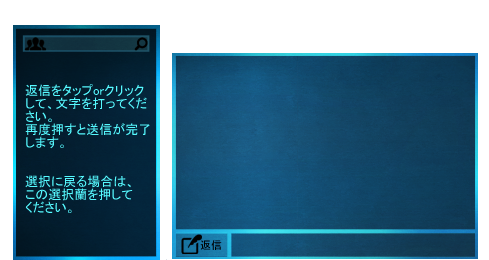 返信をタップorクリック
して、文字を打ってくだ
さい。
再度押すと送信が完了
します。
選択に戻る場合は、
この選択蘭を押して
ください。
返信